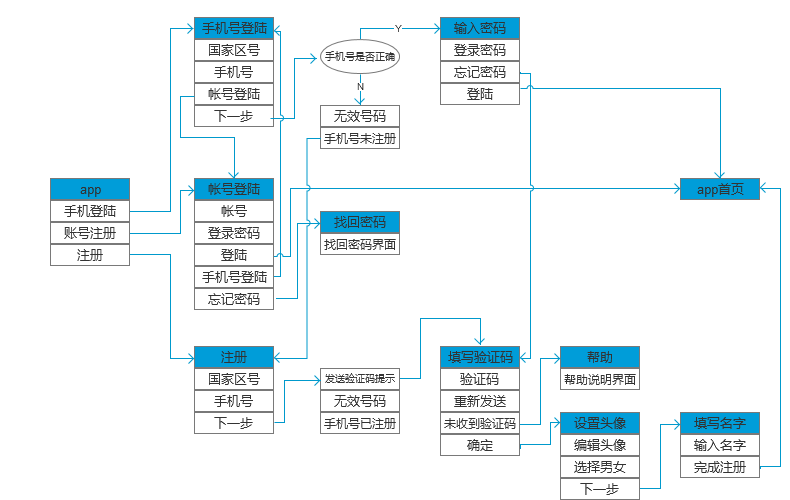 手机号登陆
国家区号
手机号
帐号登陆
下一步
手机号是否正确
Y
N
无效号码
手机号未注册
输入密码
登录密码
忘记密码
登陆
app
手机登陆
账号注册
注册
帐号登陆
帐号
登录密码
登陆
手机号登陆
忘记密码
找回密码
找回密码界面
app首页
注册
国家区号
手机号
下一步
发送验证码提示
无效号码
手机号已注册
填写验证码
验证码
重新发送
未收到验证码
确定
帮助
帮助说明界面
设置头像
编辑头像
选择男女
下一步
填写名字
输入名字
完成注册